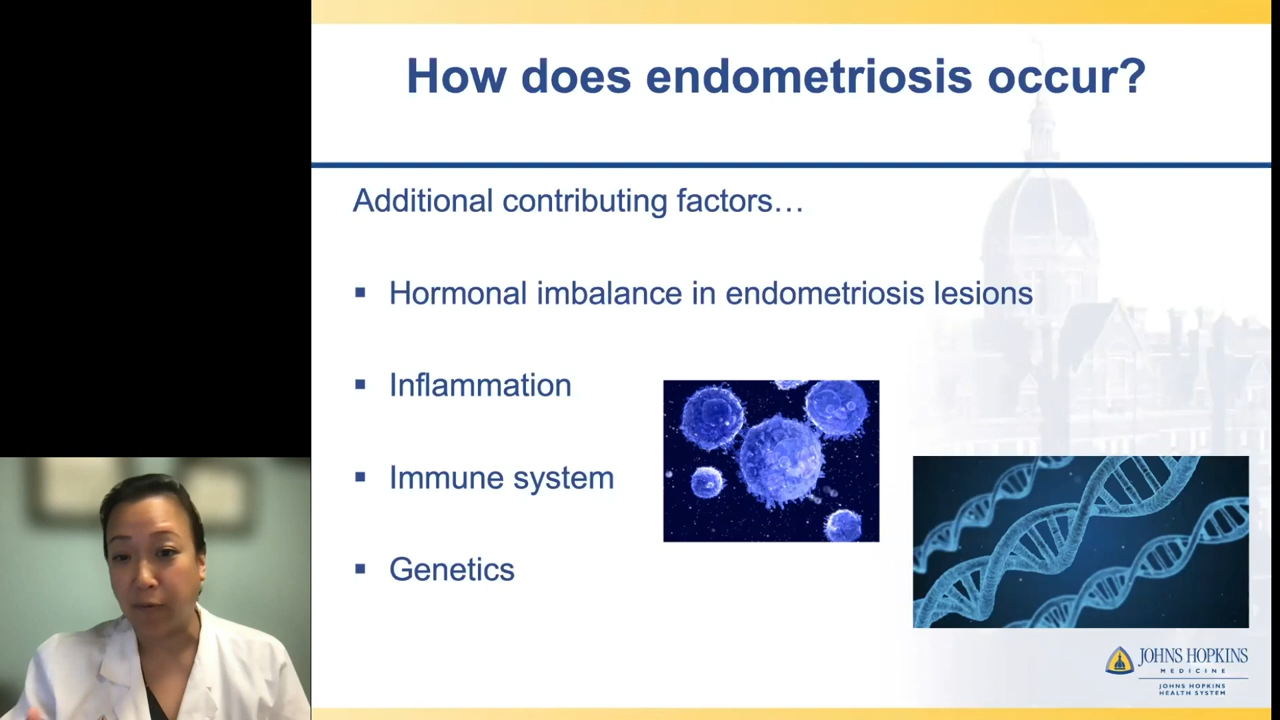 How does endometriosis occur?
Additional contributing factors…
▪ Hormonal imbalance in endometriosis lesions
▪ Inflammation
▪ Immune system
▪ Genetics
JOHNS HOPKINS
MEDICINE
JOHNS HOPKINS
HEALTH SYSTEM